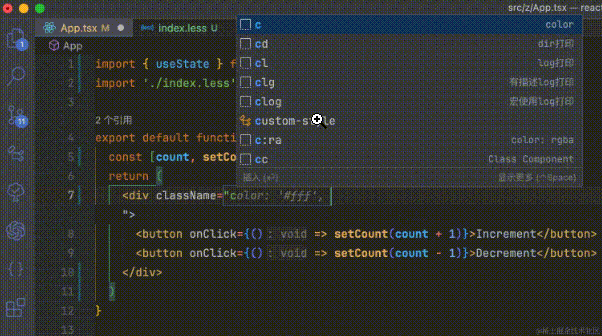 src/z/App.tsx — react
App.tsx M
index.less U
App
c color
cd dir打印
cl log打印
clg 有描述log打印
clog 宏使用log打印
custom-style
c:ra color: rgba
cc Class Component
插入 (⏎) 显示更多 (⌃Space)
1 import { useState } f
2 import './index.less'
3
2 个引用
4 export default functio
5 const [count, setCou
6 return (
7 <div className="color: '#fff',
">
8 <button onClick={(): void => setCount(count + 1)}>Increment</button>
9 <button onClick={(): void => setCount(count - 1)}>Decrement</button>
10 </div>
11 )
12 }
13
1
1
@稀土掘金技术社区